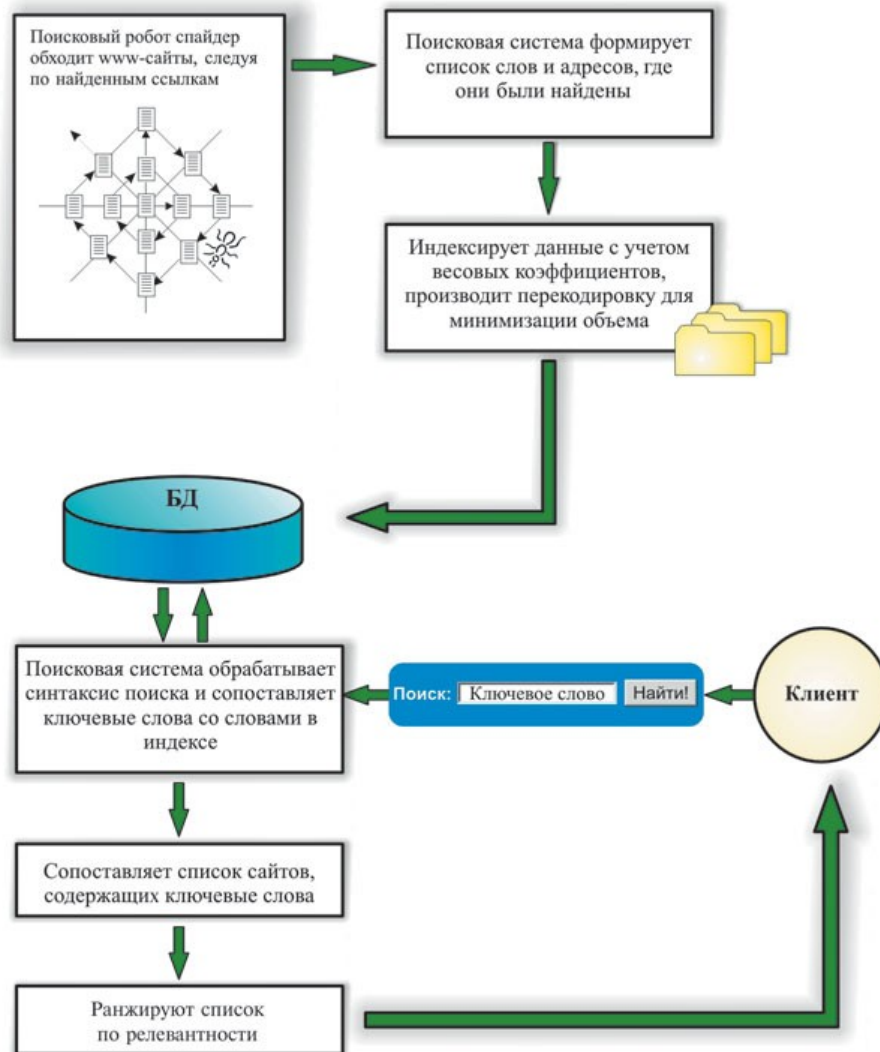 Поисковый робот спайдер
обходит www-сайты, следуя
по найденным ссылкам
Поисковая система формирует
список слов и адресов, где
они были найдены
Индексирует данные с учетом
весовых коэффициентов,
производит перекодировку для
минимизации объема
БД
Поисковая система обрабатывает
синтаксис поиска и сопоставляет
ключевые слова со словами в
индексе
Поиск: Ключевое слово Найти!
Клиент
Сопоставляет список сайтов,
содержащих ключевые слова
Ранжируют список
по релевантности